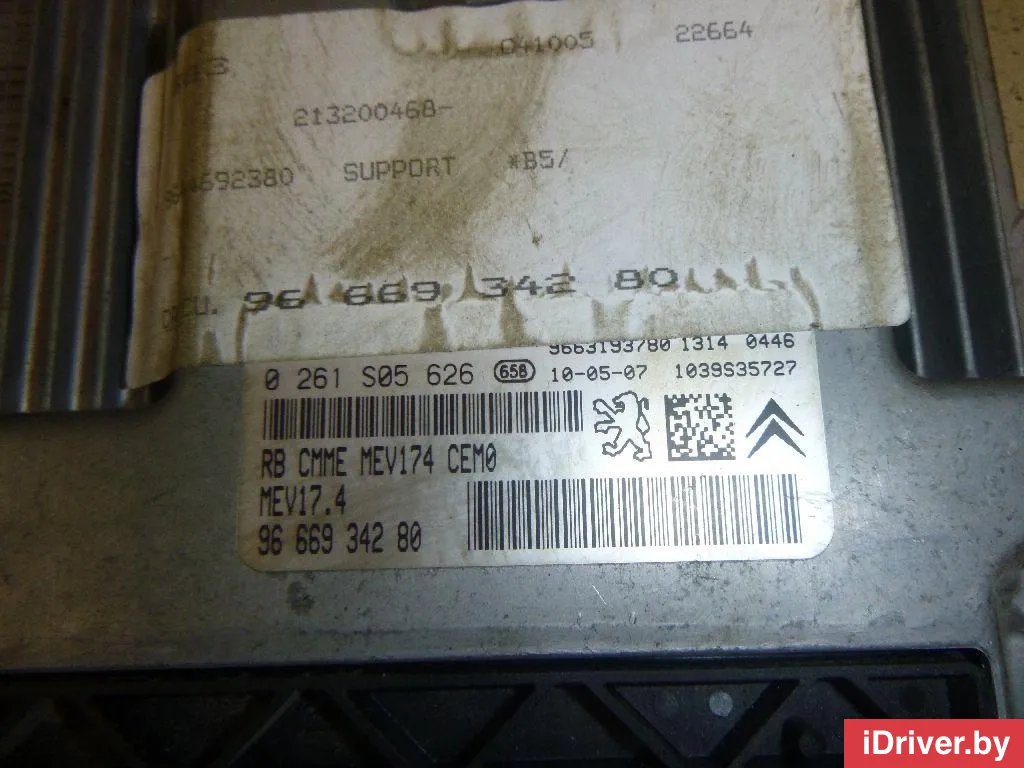 041005 22664
213200468-
692380 SUPPORT *B5/
96 669 342 80
9663193780 1314 0446
0 261 S05 626 658 10-05-07 1039S35727
RB CMME MEV174 CEM0
MEV17.4
96 669 342 80
iDriver.by